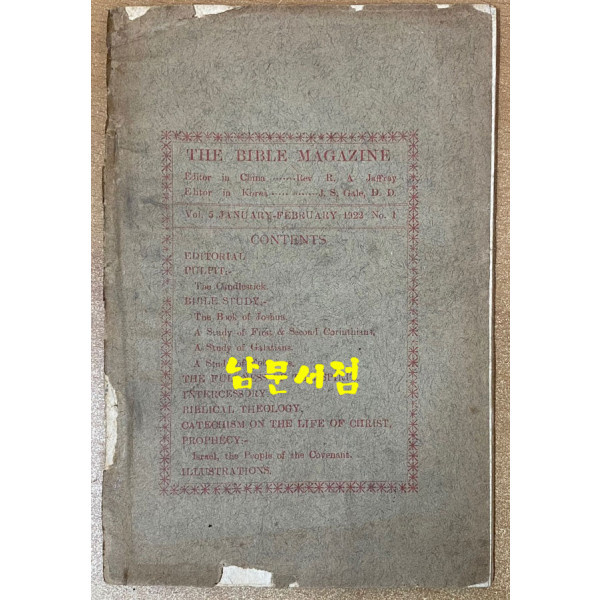 THE BIBLE MAGAZINE
Editor in China ······· Rev. R. A Jaffray
Editor in Korea ······· J. S. Gale, D. D.
Vol. 5 JANUARY-FEBRUARY 1923 No. 1
CONTENTS
EDITORIAL
PULPIT:-
The Candlestick.
BIBLE STUDY,-
The Book of Joshua.
A Study of First & Second Corinthians,
A Study of Galatians.
A
남문서점
THE
INTERCESSORY
BIBLICAL THEOLOGY,
CATECHISM ON THE LIFE OF CHRIST,
PROPHECY:-
Israel, the People of the Covenant.
ILLUSTRATIONS.